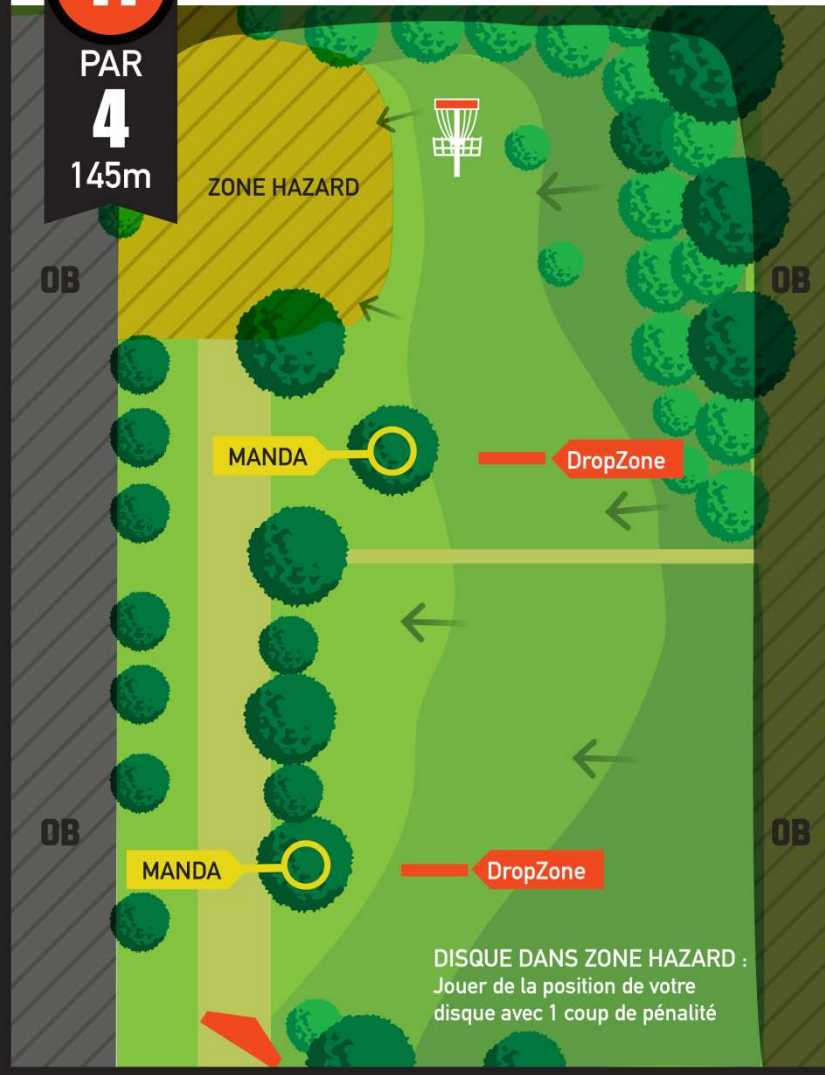 PAR
4
145m
ZONE HAZARD
OB
OB
MANDA
DropZone
OB
OB
MANDA
DropZone
DISQUE DANS ZONE HAZARD :
Jouer de la position de votre
disque avec 1 coup de pénalité